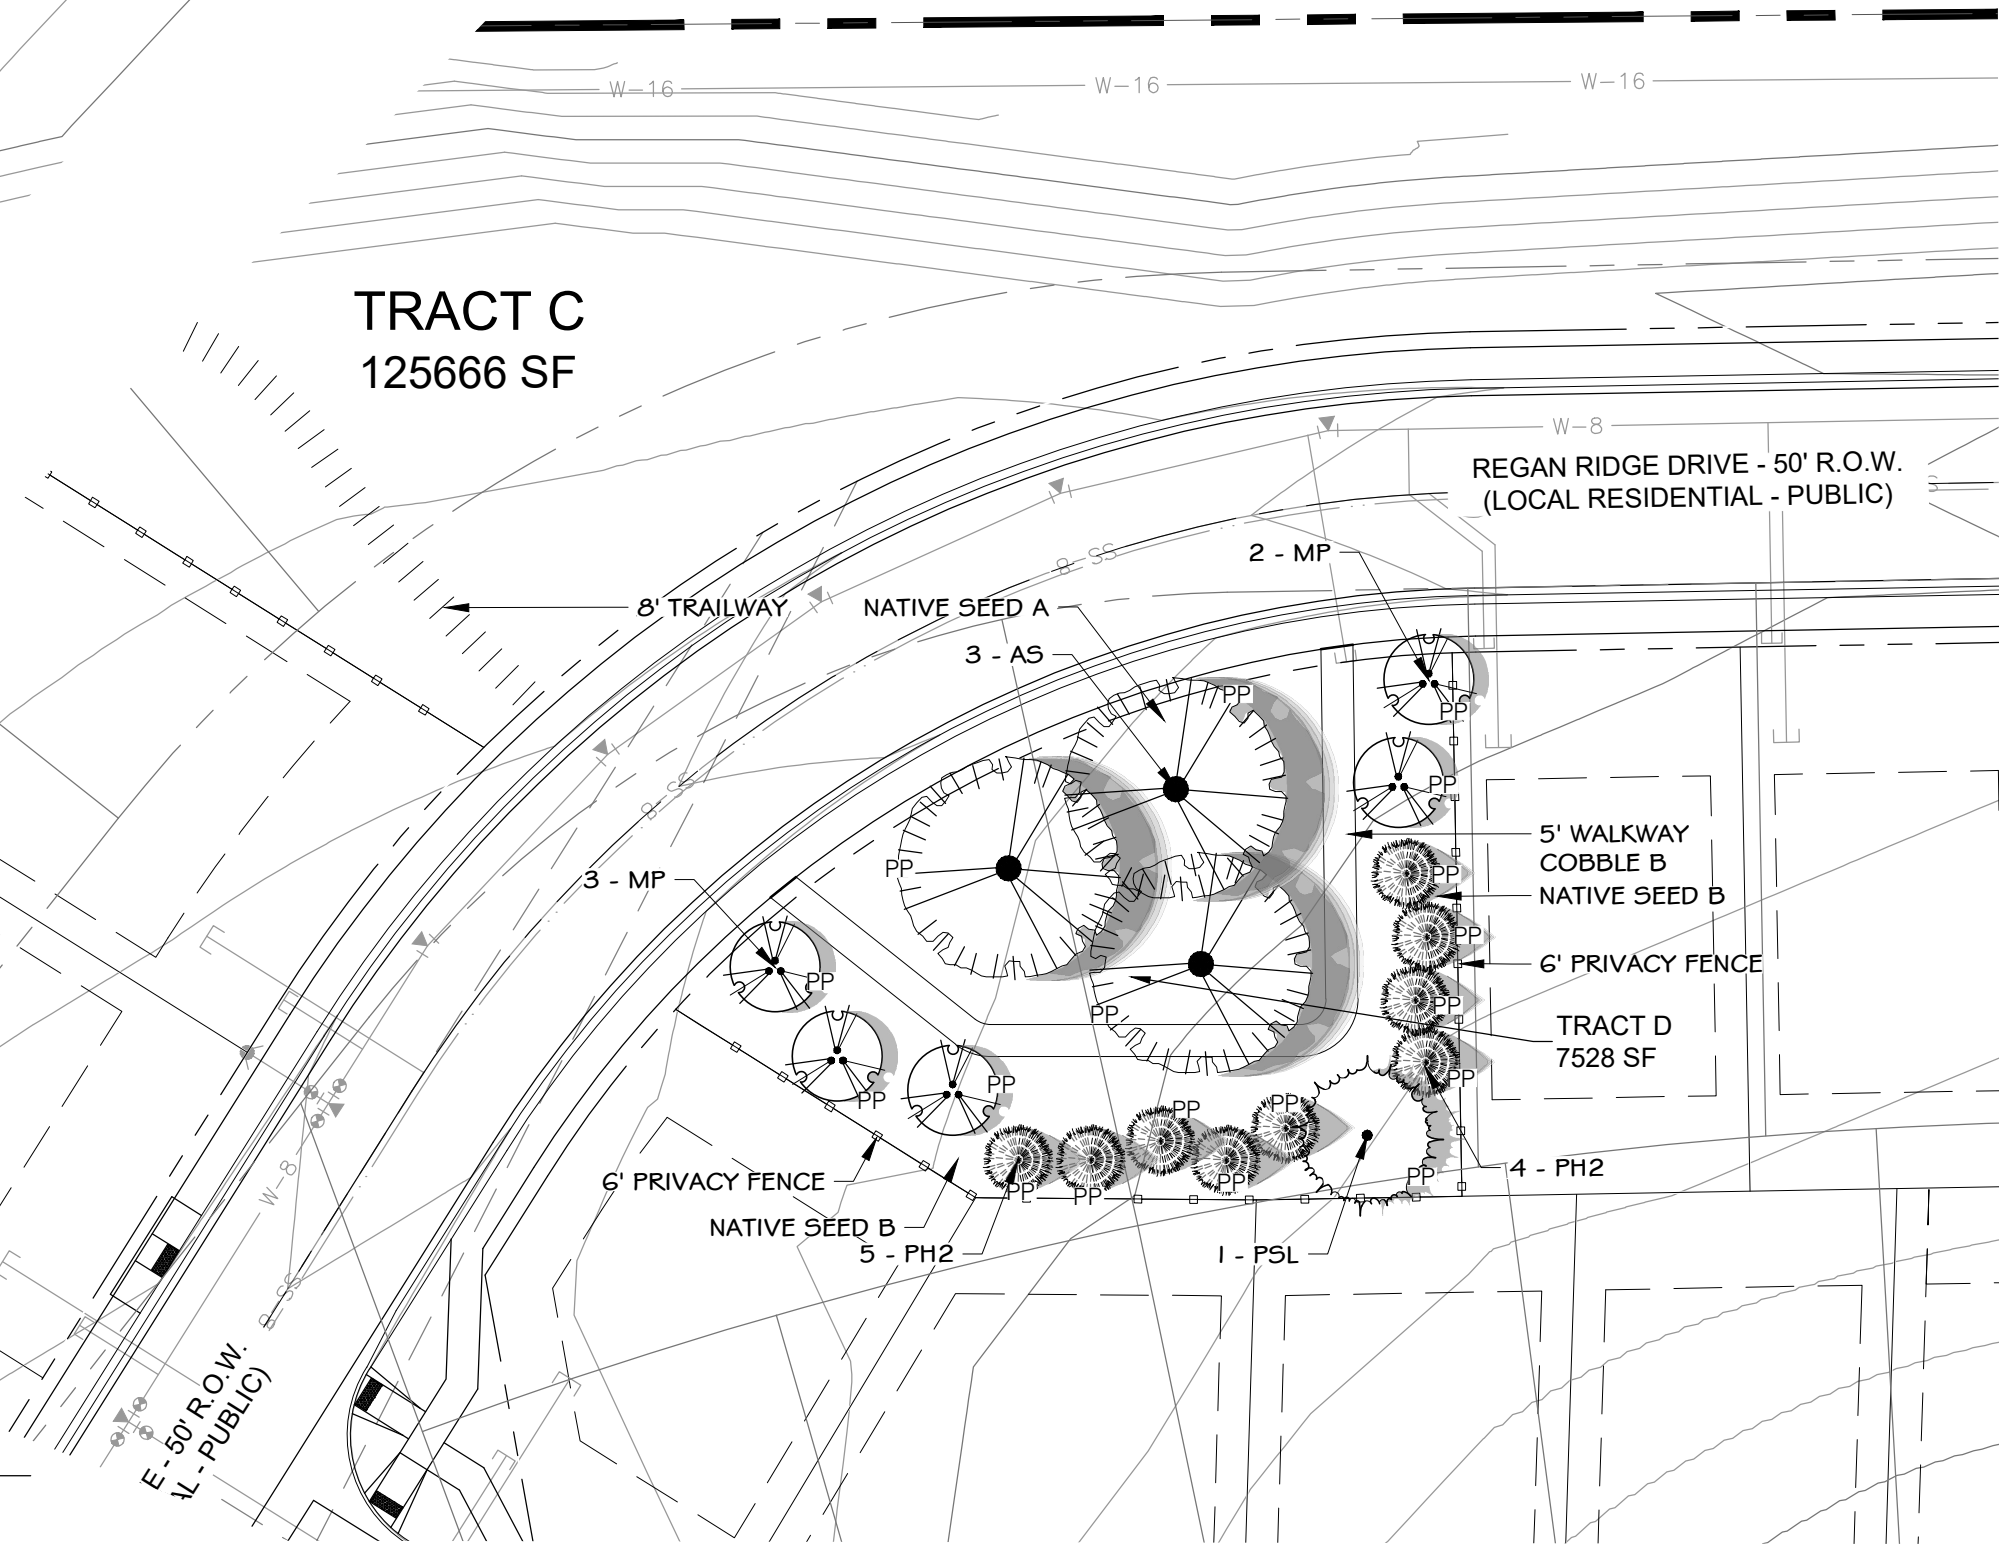 W-16
W-16
W-16
TRACT C
125666 SF
W-8
REGAN RIDGE DRIVE - 50' R.O.W.
(LOCAL RESIDENTIAL - PUBLIC)
S
8-SS
2 - MP
8' TRAILWAY
NATIVE SEED A
3 - AS
PP
PP
PP
8-SS
5' WALKWAY
COBBLE B
PP
PP
3 - MP
NATIVE SEED B
PP
6' PRIVACY FENCE
PP
PP
PP
TRACT D
7528 SF
PP
PP
PP
PP
PP
W-8
6' PRIVACY FENCE
4 - PH2
PP
PP
PP
PP
NATIVE SEED B
5 - PH2
1 - PSL
8-SS
E - 50' R.O.W.
AL - PUBLIC)